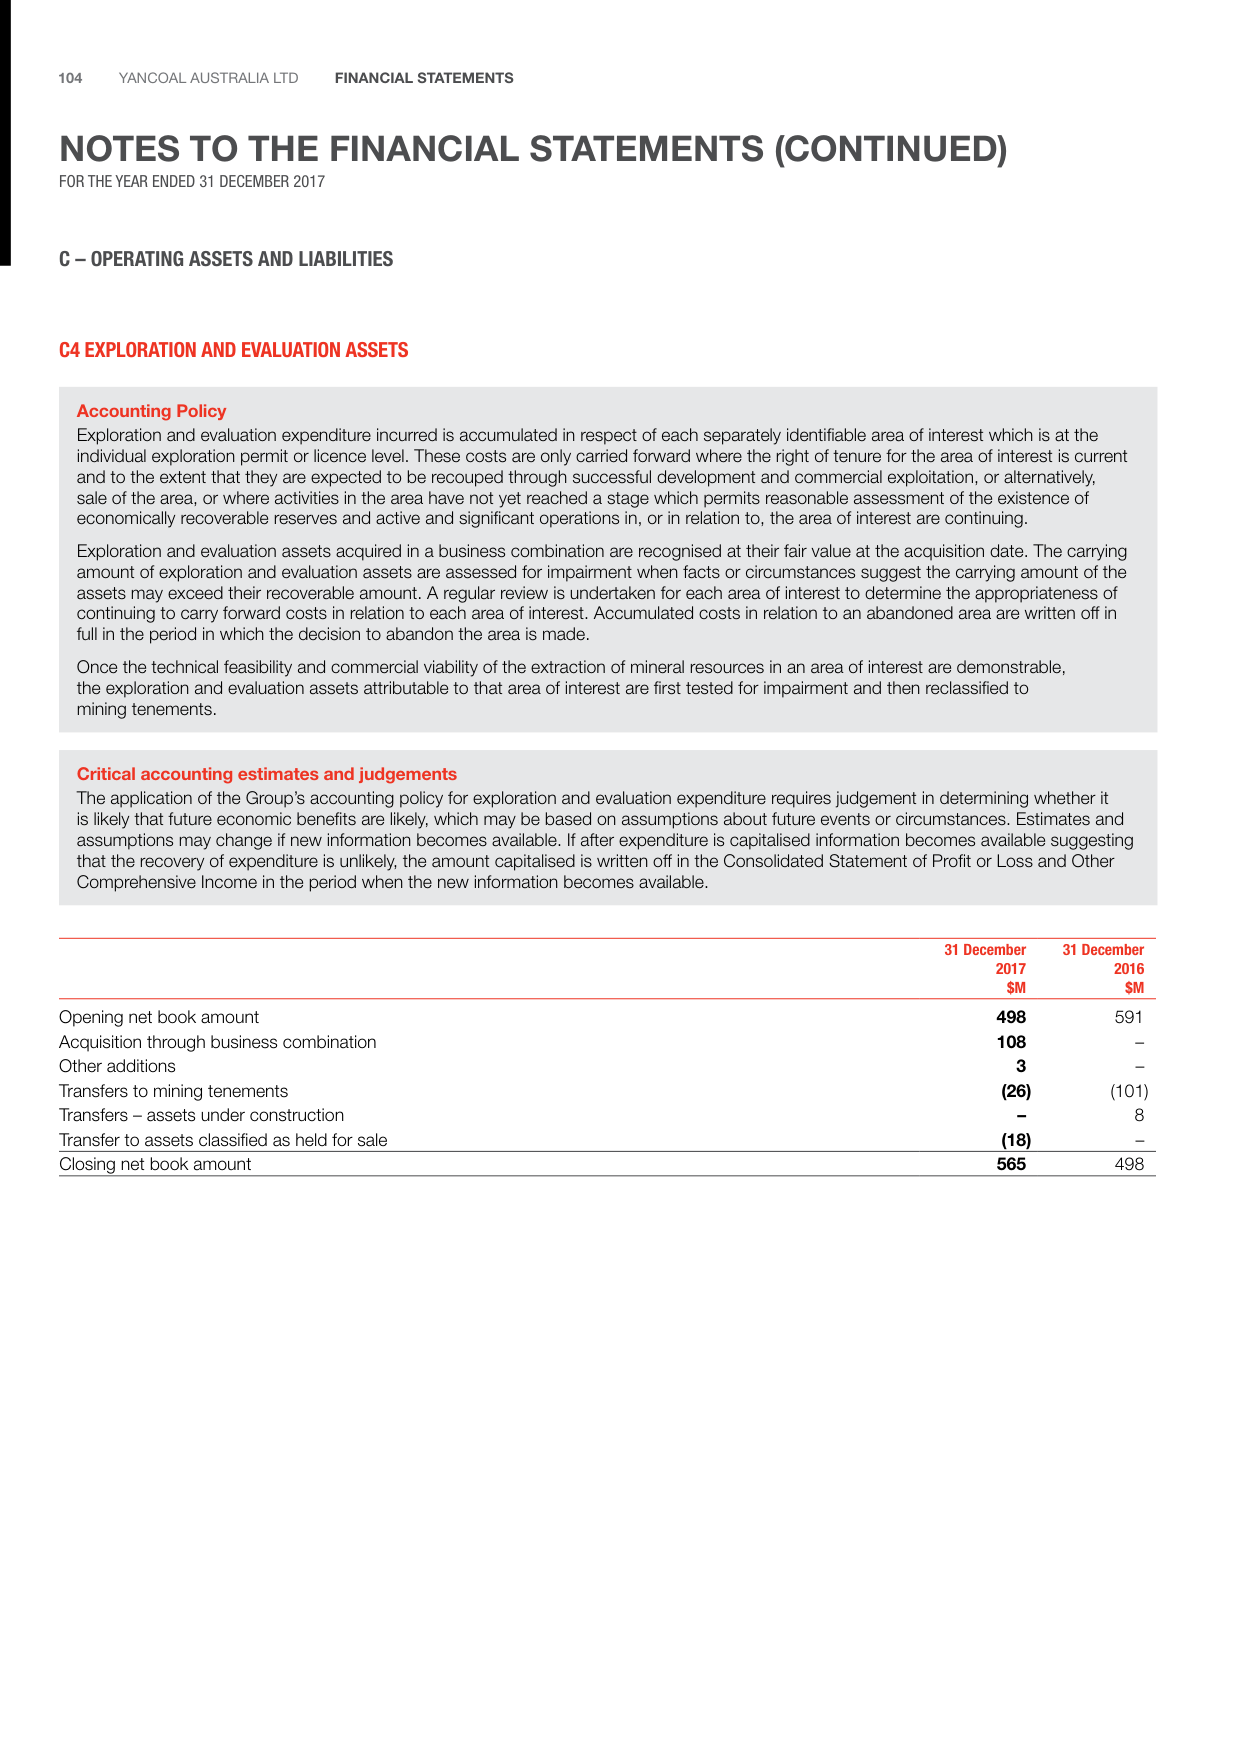 104 YANCOAL AUSTRALIA LTD FINANCIAL STATEMENTS
NOTES TO THE FINANCIAL STATEMENTS (CONTINUED)
FOR THE YEAR ENDED 31 DECEMBER 2017
C – OPERATING ASSETS AND LIABILITIES
C4 EXPLORATION AND EVALUATION ASSETS
Accounting Policy
Exploration and evaluation expenditure incurred is accumulated in respect of each separately identifiable area of interest which is at the
individual exploration permit or licence level. These costs are only carried forward where the right of tenure for the area of interest is current
and to the extent that they are expected to be recouped through successful development and commercial exploitation, or alternatively,
sale of the area, or where activities in the area have not yet reached a stage which permits reasonable assessment of the existence of
economically recoverable reserves and active and significant operations in, or in relation to, the area of interest are continuing.
Exploration and evaluation assets acquired in a business combination are recognised at their fair value at the acquisition date. The carrying
amount of exploration and evaluation assets are assessed for impairment when facts or circumstances suggest the carrying amount of the
assets may exceed their recoverable amount. A regular review is undertaken for each area of interest to determine the appropriateness of
continuing to carry forward costs in relation to each area of interest. Accumulated costs in relation to an abandoned area are written off in
full in the period in which the decision to abandon the area is made.
Once the technical feasibility and commercial viability of the extraction of mineral resources in an area of interest are demonstrable,
the exploration and evaluation assets attributable to that area of interest are first tested for impairment and then reclassified to
mining tenements.
Critical accounting estimates and judgements
The application of the Group's accounting policy for exploration and evaluation expenditure requires judgement in determining whether it
is likely that future economic benefits are likely, which may be based on assumptions about future events or circumstances. Estimates and
assumptions may change if new information becomes available. If after expenditure is capitalised information becomes available suggesting
that the recovery of expenditure is unlikely, the amount capitalised is written off in the Consolidated Statement of Profit or Loss and Other
Comprehensive Income in the period when the new information becomes available.
31 December 31 December
2017 2016
$M $M
Opening net book amount 498 591
Acquisition through business combination 108 –
Other additions 3 –
Transfers to mining tenements (26) (101)
Transfers – assets under construction – 8
Transfer to assets classified as held for sale (18) –
Closing net book amount 565 498